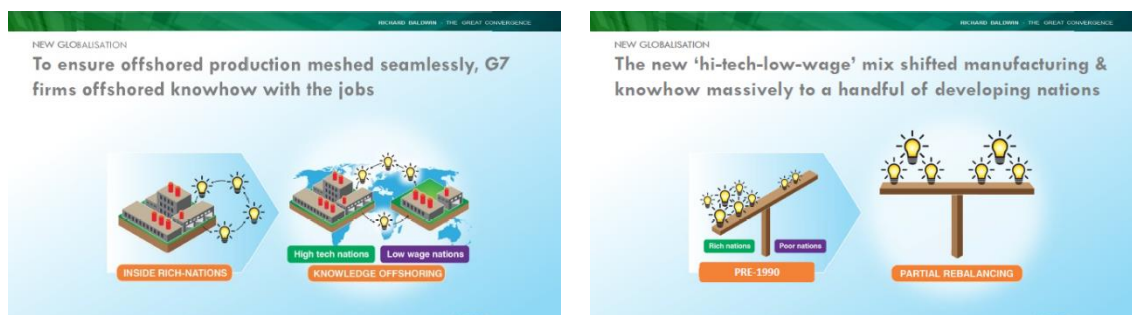 RICHARD BALDWIN - THE GREAT CONVERGENCE
NEW GLOBALISATION
To ensure offshored production meshed seamlessly, G7
firms offshored knowhow with the jobs
High tech nations
Low wage nations
INSIDE RICH-NATIONS
KNOWLEDGE OFFSHORING
RICHARD BALDWIN - THE GREAT CONVERGENCE
NEW GLOBALISATION
The new ‘hi-tech-low-wage’ mix shifted manufacturing &
knowhow massively to a handful of developing nations
Rich nations
Poor nations
PRE-1990
PARTIAL REBALANCING